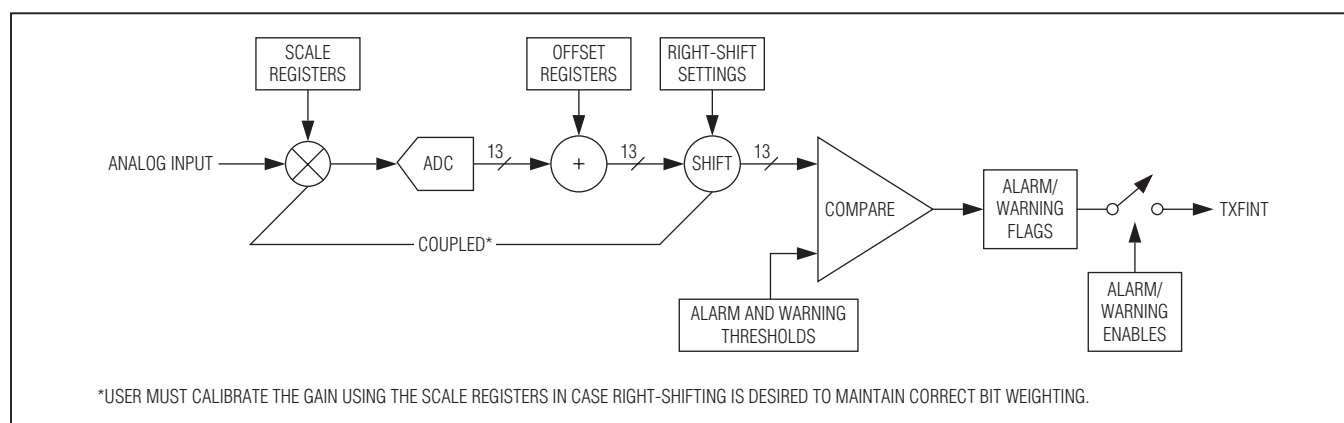 SCALE
REGISTERS
OFFSET
REGISTERS
RIGHT-SHIFT
SETTINGS
ANALOG INPUT
ADC
13
+
13
SHIFT
13
COMPARE
ALARM/
WARNING
FLAGS
TXFINT
COUPLED*
ALARM AND WARNING
THRESHOLDS
ALARM/
WARNING
ENABLES
*USER MUST CALIBRATE THE GAIN USING THE SCALE REGISTERS IN CASE RIGHT-SHIFTING IS DESIRED TO MAINTAIN CORRECT BIT WEIGHTING.